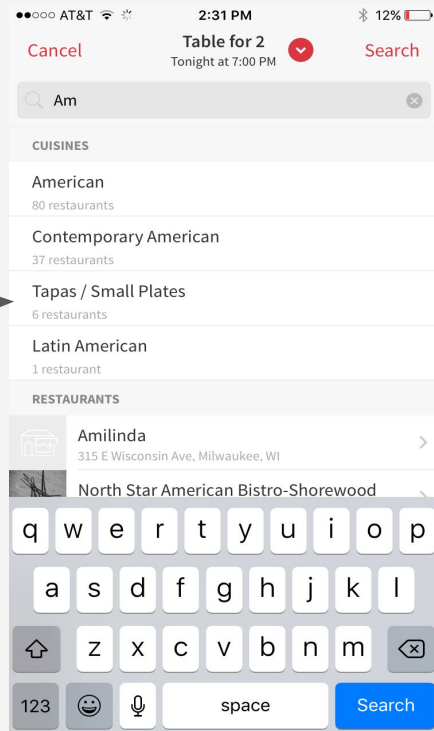 AT&T 2:31 PM 12%
Cancel Table for 2 Search
Tonight at 7:00 PM
Am
CUISINES
American
80 restaurants
Contemporary American
37 restaurants
Tapas / Small Plates
6 restaurants
Latin American
1 restaurant
RESTAURANTS
Amilinda
315 E Wisconsin Ave, Milwaukee, WI
North Star American Bistro-Shorewood
q w e r t y u i o p
a s d f g h j k l
z x c v b n m
123 space Search